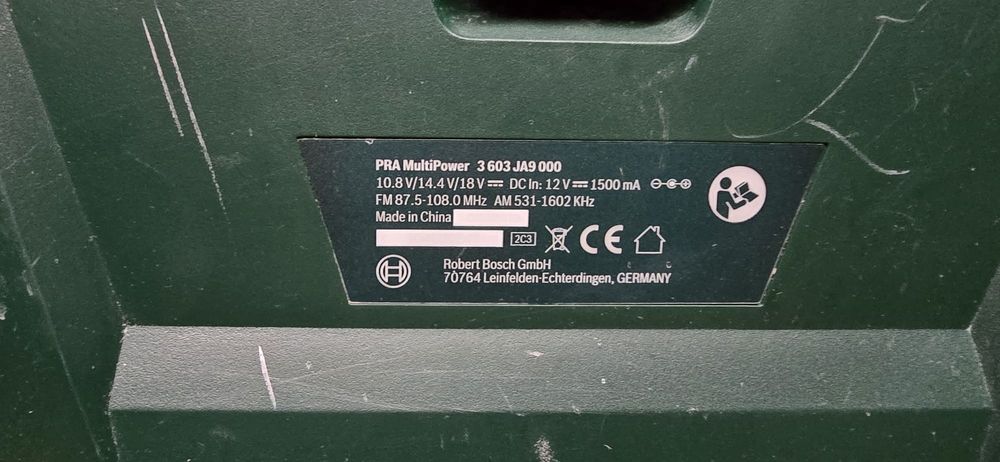 PRA MultiPower 3 603 JA9 000
10.8 V/14.4 V/18 V ⎓ DC In: 12 V ⎓ 1500 mA
FM 87.5-108.0 MHz AM 531-1602 KHz
Made in China
2C3 CE
Robert Bosch GmbH
70764 Leinfelden-Echterdingen, GERMANY